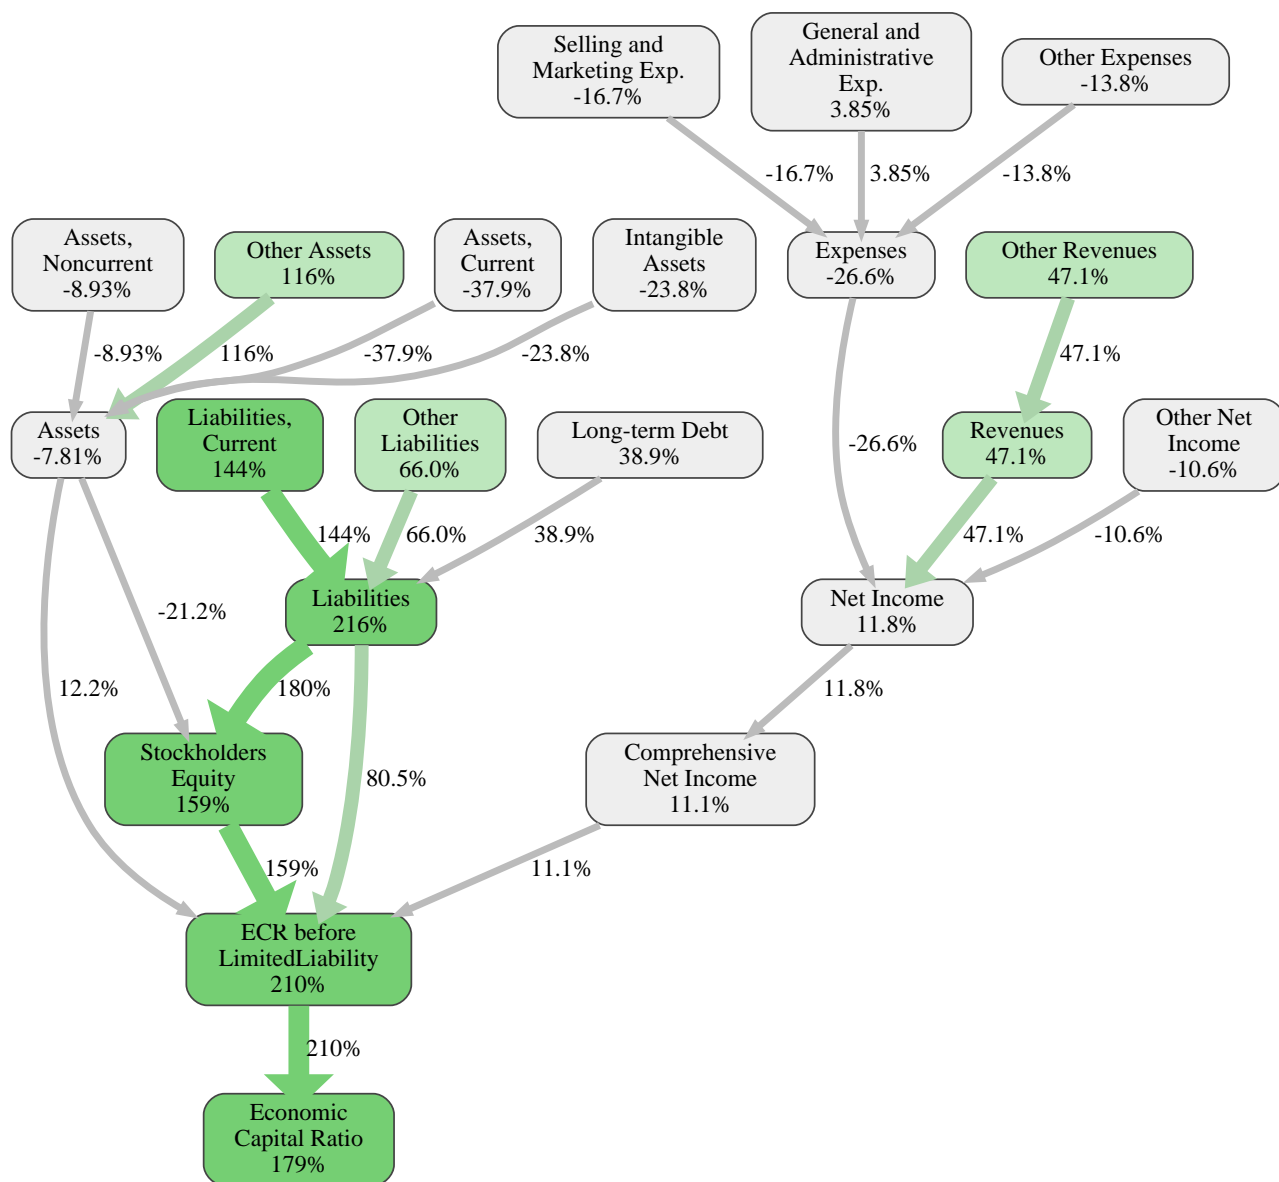 Selling and
Marketing Exp.
-16.7%
General and
Administrative
Exp.
3.85%
Other Expenses
-13.8%
-16.7%
3.85%
-13.8%
Assets,
Noncurrent
-8.93%
Other Assets
116%
Assets,
Current
-37.9%
Intangible
Assets
-23.8%
Expenses
-26.6%
Other Revenues
47.1%
-8.93%
116%
-37.9%
-23.8%
47.1%
Assets
-7.81%
Liabilities,
Current
144%
Other
Liabilities
66.0%
Long-term Debt
38.9%
-26.6%
Revenues
47.1%
Other Net
Income
-10.6%
144%
66.0%
38.9%
47.1%
-10.6%
-21.2%
Liabilities
216%
Net Income
11.8%
12.2%
180%
11.8%
Stockholders
Equity
159%
80.5%
Comprehensive
Net Income
11.1%
159%
11.1%
ECR before
LimitedLiability
210%
210%
Economic
Capital Ratio
179%